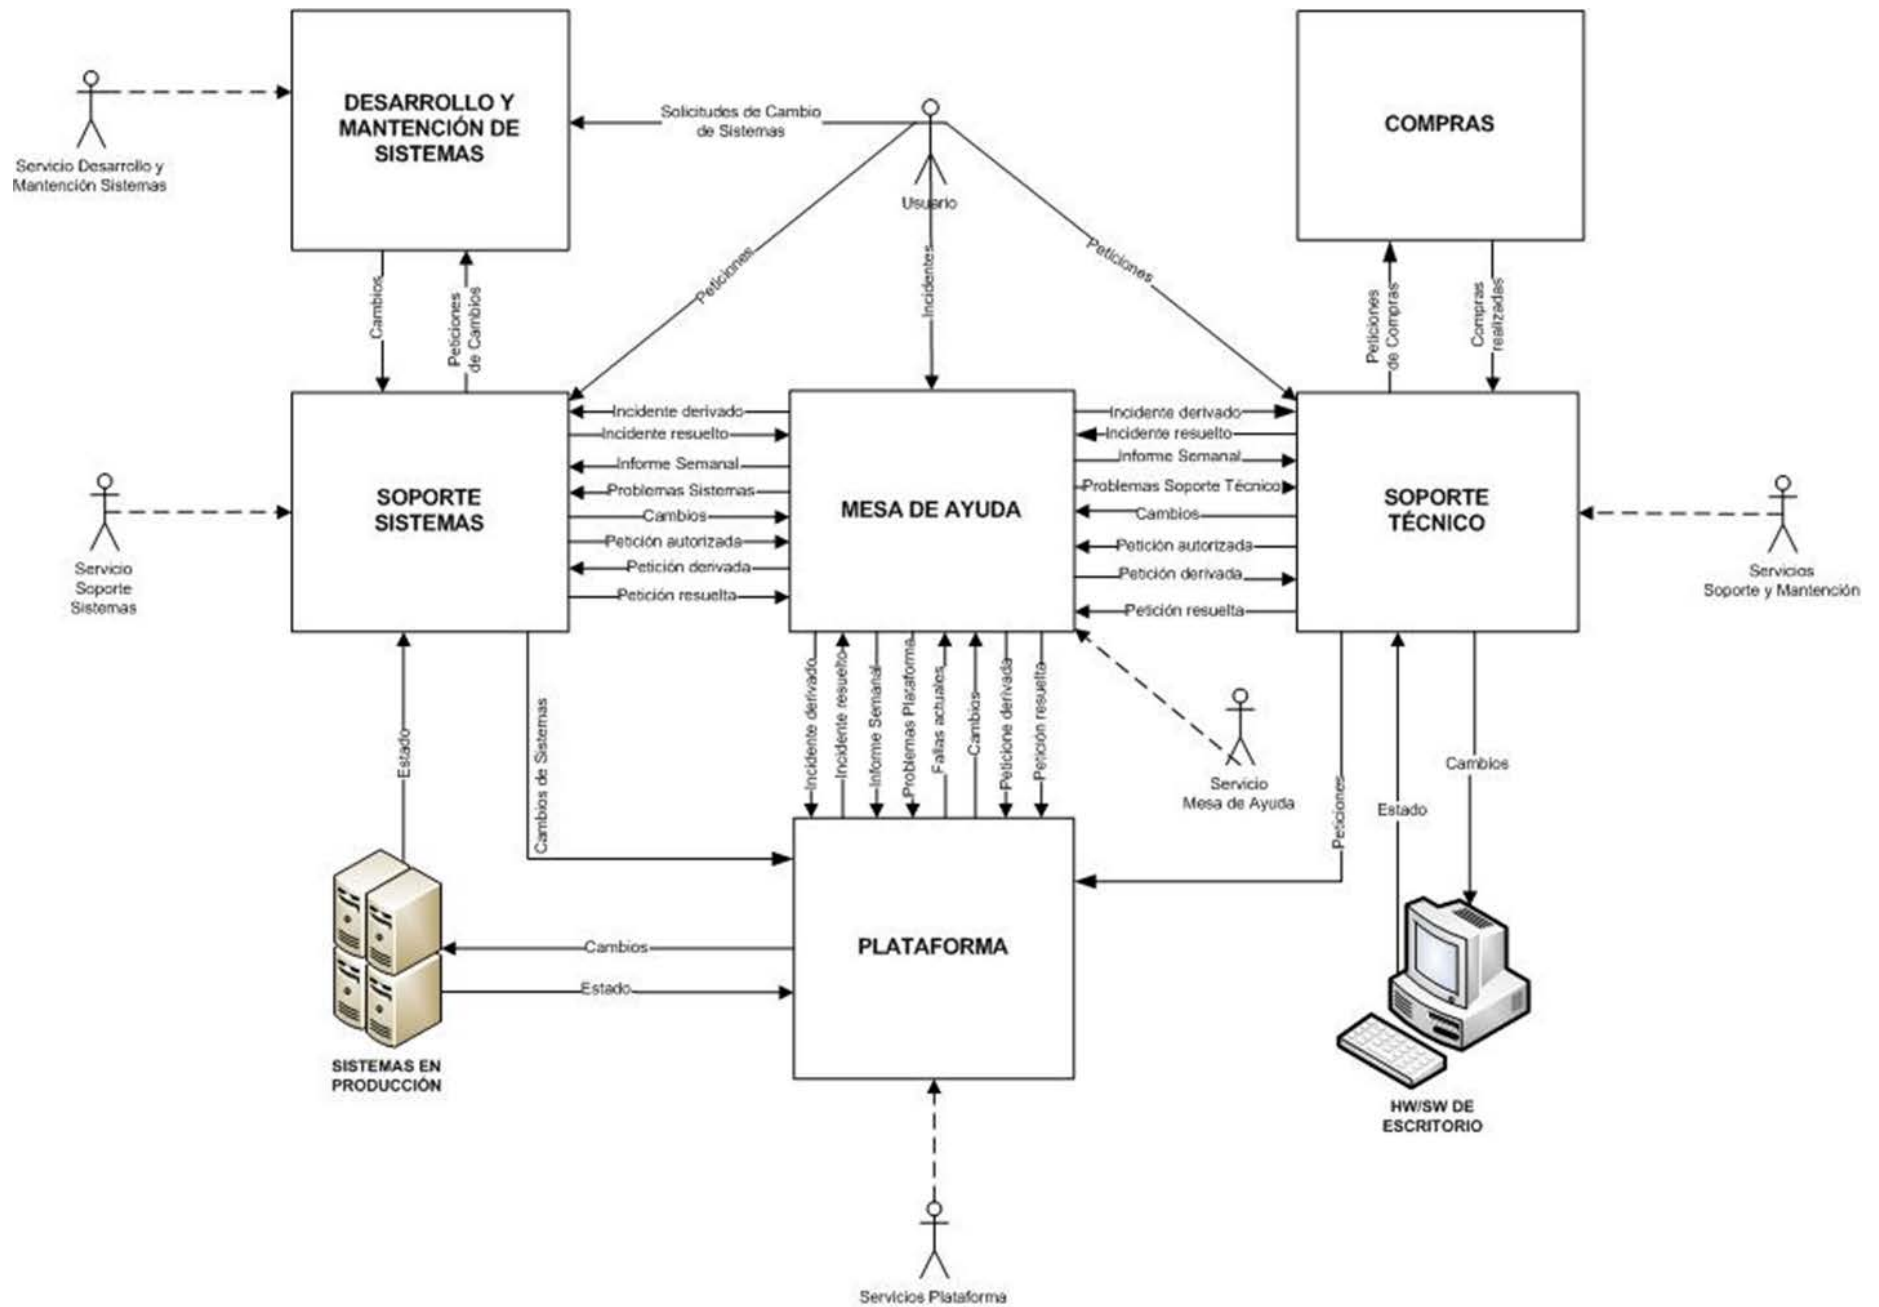 DESARROLLO Y
MANTENCIÓN DE
SISTEMAS
COMPRAS
Solicitudes de Cambio
de Sistemas
Servicio Desarrollo y
Mantención Sistemas
Usuario
Peticiones
Incidentes
Peticiones
Cambios
Peticiones
de Cambios
Peticiones
de Compras
Compras
realizadas
SOPORTE
SISTEMAS
Incidente derivado
Incidente resuelto
Informe Semanal
Problemas Sistemas
Cambios
Petición autorizada
Petición derivada
Petición resuelta
MESA DE AYUDA
Incidente derivado
Incidente resuelto
Informe Semanal
Problemas Soporte Técnico
Cambios
Petición autorizada
Petición derivada
Petición resuelta
SOPORTE
TÉCNICO
Servicio
Soporte
Sistemas
Servicios
Soporte y Mantención
Estado
Cambios de Sistemas
Incidente derivado
Incidente resuelto
Informe Semanal
Problemas Plataforma
Fallas actuales
Cambios
Peticione derivada
Petición resuelta
Servicio
Mesa de Ayuda
Peticiones
Estado
Cambios
PLATAFORMA
Cambios
Estado
SISTEMAS EN
PRODUCCIÓN
HW/SW DE
ESCRITORIO
Servicios Plataforma